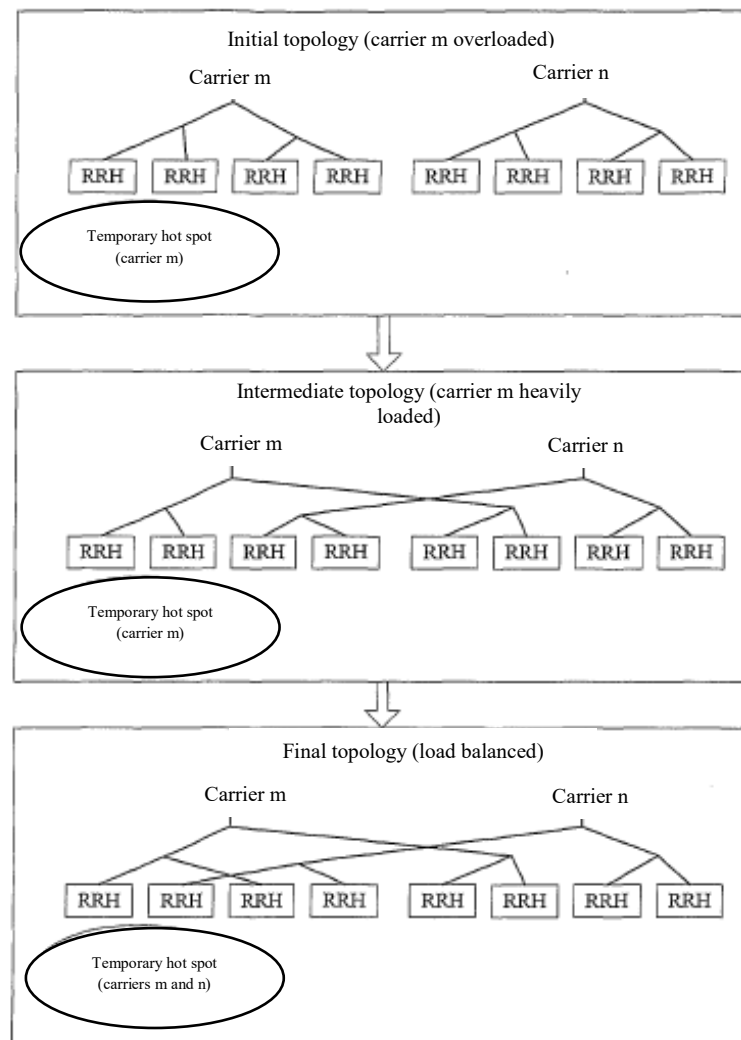 Initial topology (carrier m overloaded)
Carrier m
Carrier n
RRH RRH RRH RRH RRH RRH RRH RRH
Temporary hot spot
(carrier m)
Intermediate topology (carrier m heavily
loaded)
Carrier m
Carrier n
RRH RRH RRH RRH RRH RRH RRH RRH
Temporary hot spot
(carrier m)
Final topology (load balanced)
Carrier m
Carrier n
RRH RRH RRH RRH RRH RRH RRH RRH
Temporary hot spot
(carriers m and n)